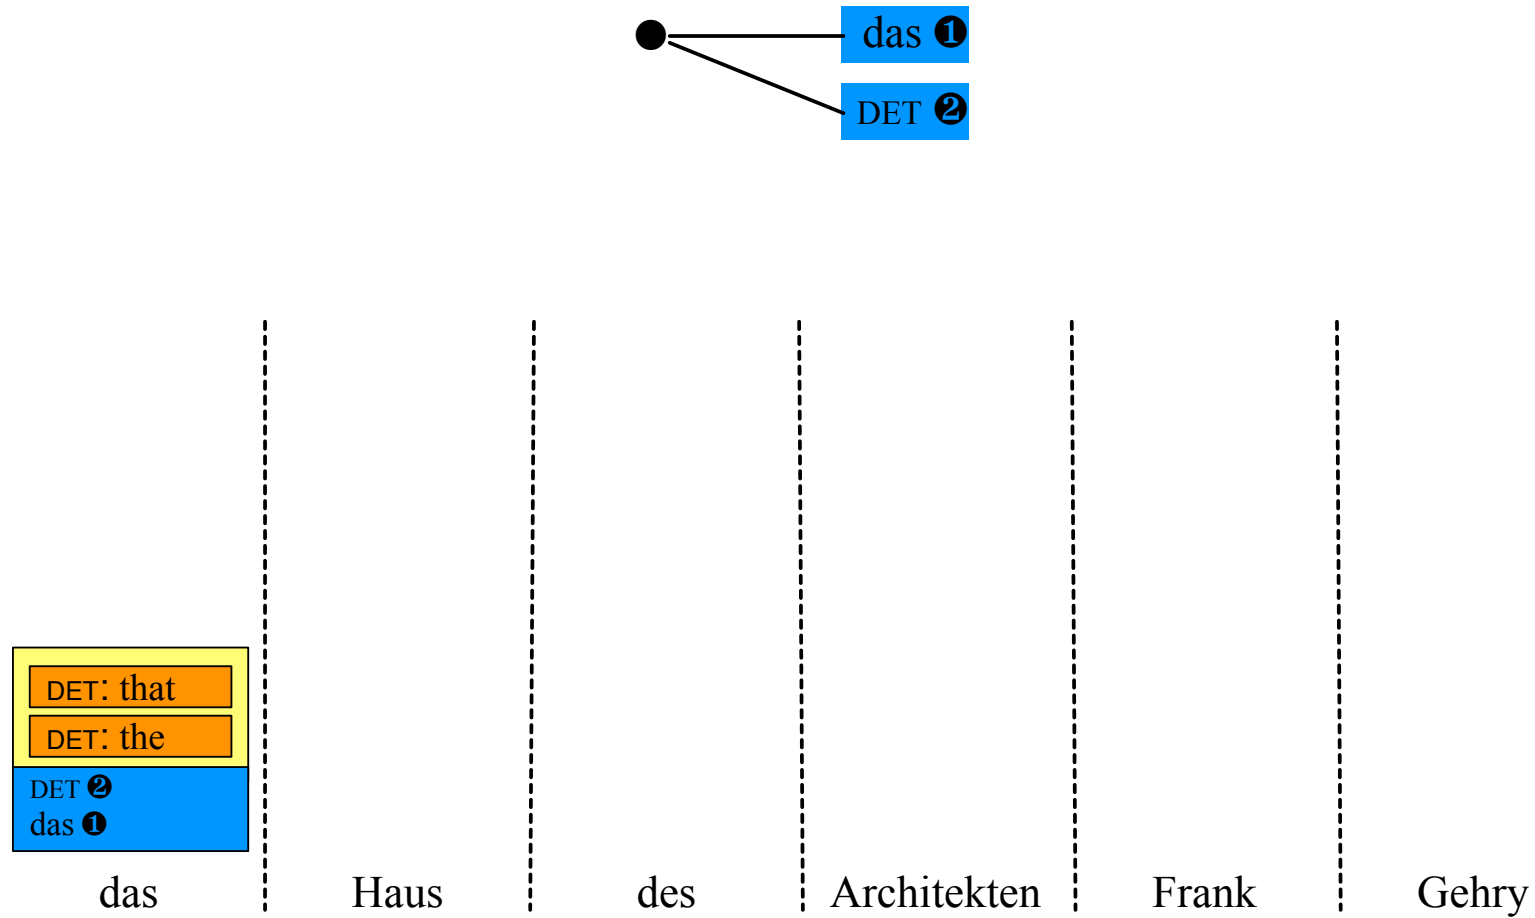 das ❶
DET ❷
DET: that
DET: the
DET ❷
das ❶
das Haus des Architekten Frank Gehry